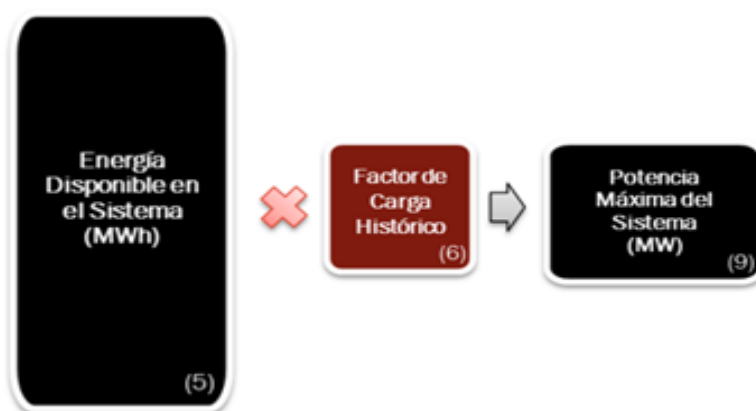 Energía
Disponible en
el Sistema
(MWh)
(5)
Factor de
Carga
Histórico
(6)
Potencia
Máxima del
Sistema
(MW)
(9)